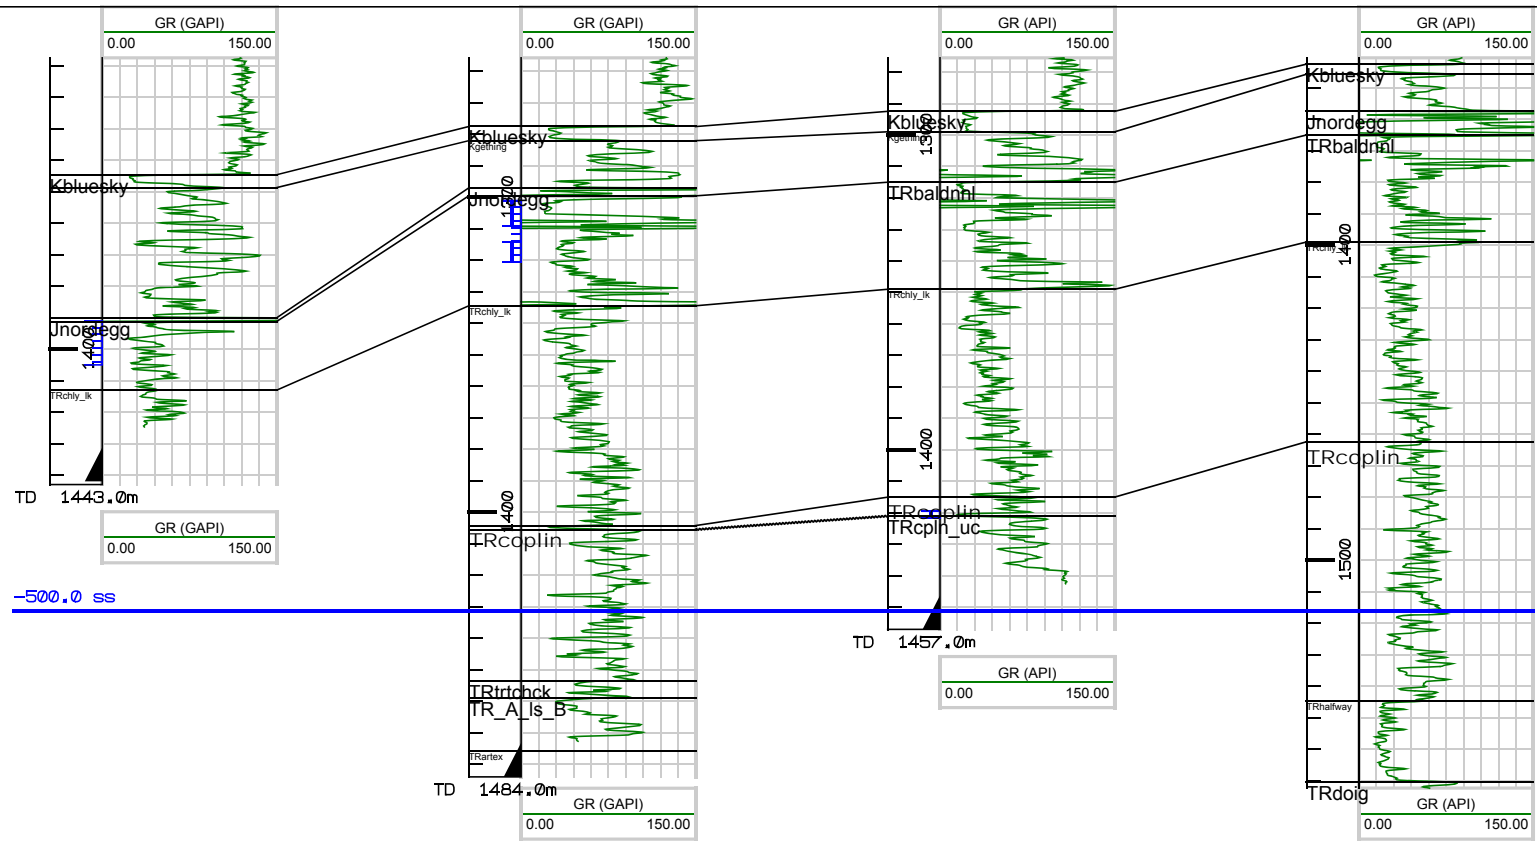 GR (GAPI)
0.00 150.00
Kbluesky
Jnordegg
1400
TRchly_lk
TD 1443.0m
GR (GAPI)
0.00 150.00
-500.0 ss
GR (GAPI)
0.00 150.00
Kbluesky
Kgething
Jnordegg
TRchly_lk
1400
TRcoplin
TRtrtchck
TR_A_ls_B
TRartex
TD 1484.0m
GR (GAPI)
0.00 150.00
GR (API)
0.00 150.00
Kbluesky
1300
Kgething
TRbaldnnl
TRchly_lk
1400
TRcoplin
TRcpln_uc
TD 1457.0m
GR (API)
0.00 150.00
GR (API)
0.00 150.00
Kbluesky
Jnordegg
TRbaldnnl
1400
TRcoplin
1500
TRhalfway
TRdoig
GR (API)
0.00 150.00